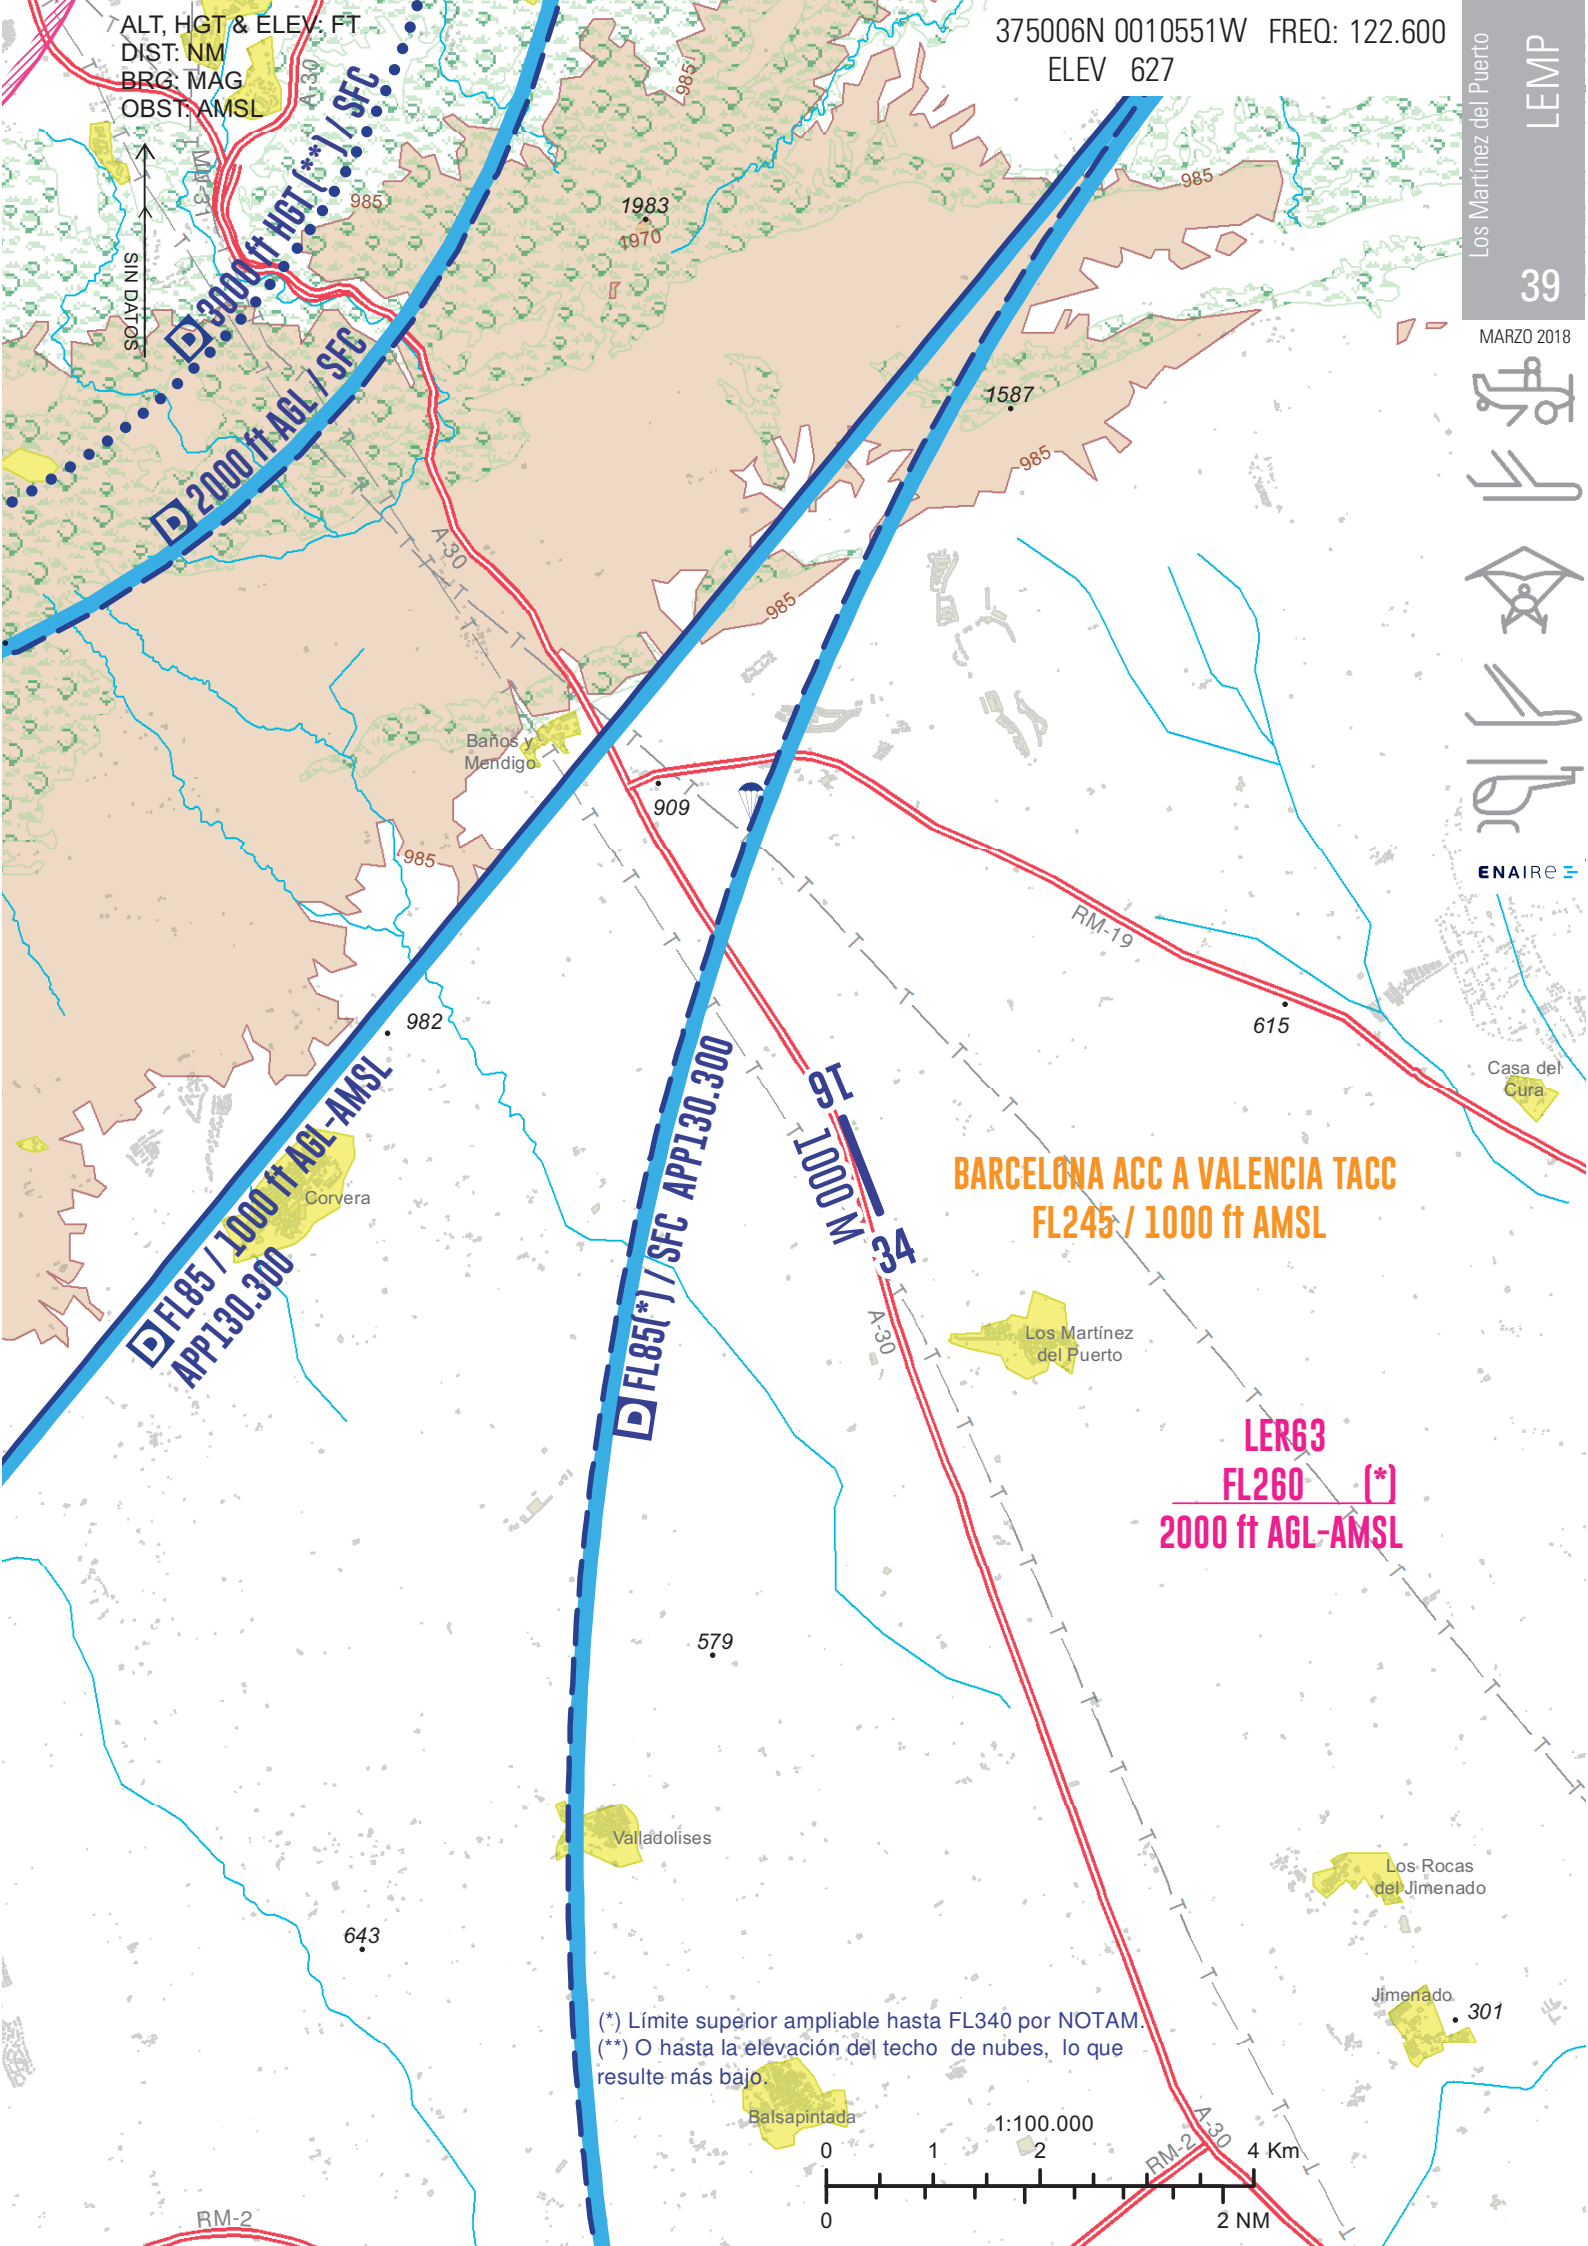 ALT, HGT & ELEV: FT
DIST: NM
BRG: MAG
OBST: AMSL
375006N 0010551W FREQ: 122.600
ELEV 627
Los Martínez del Puerto
LEMP
39
MARZO 2018
ENAIRe
SIN DATOS
A-30
985
985
1983
1970
985
D 3000 ft HGT (**) / SFC
D 2000 ft AGL / SFC
1587
985
A-30
985
Baños y
Mendigo
909
985
RM-19
982
615
Casa del
Cura
D FL85 / 1000 ft AGL-AMSL
APP130.300
Corvera
D FL85(*) / SFC APP130.300
16
1000 M
34
BARCELONA ACC A VALENCIA TACC
FL245 / 1000 ft AMSL
A-30
Los Martínez
del Puerto
LER63
FL260 (*)
2000 ft AGL-AMSL
579
Valladolises
Los Rocas
del Jimenado
643
Jimenado
301
(*) Límite superior ampliable hasta FL340 por NOTAM.
(**) O hasta la elevación del techo de nubes, lo que
resulte más bajo.
Balsapintada
1:100.000
0 1 2 4 Km
0 2 NM
A-30
RM-2
RM-2